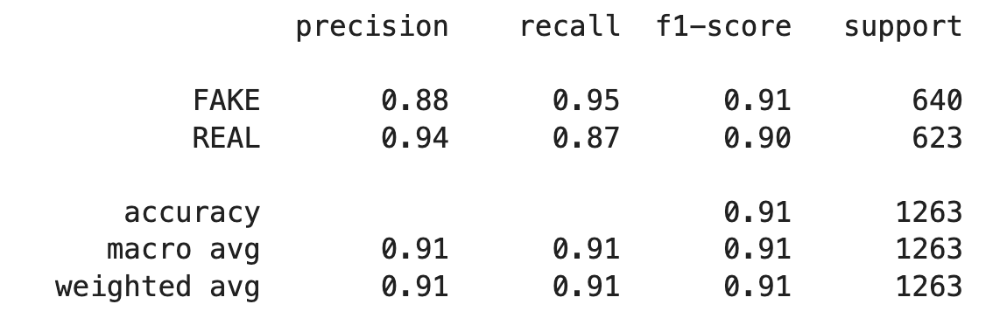 precision recall f1-score support
FAKE 0.88 0.95 0.91 640
REAL 0.94 0.87 0.90 623
accuracy 0.91 1263
macro avg 0.91 0.91 0.91 1263
weighted avg 0.91 0.91 0.91 1263